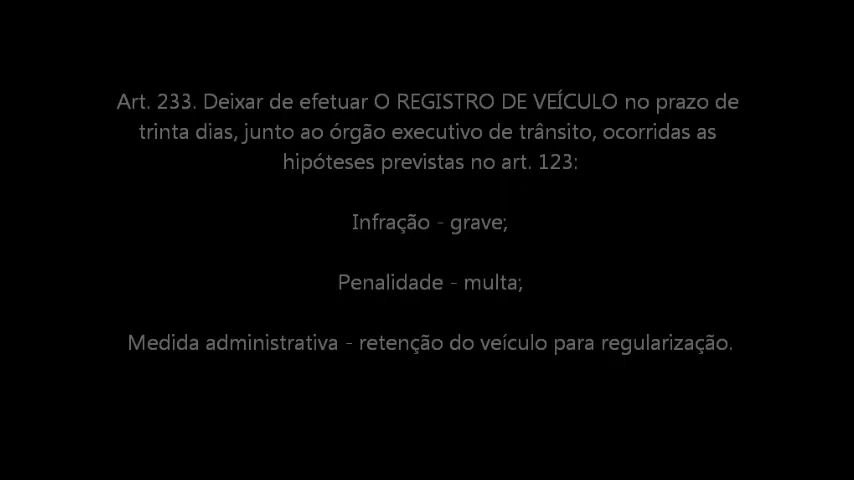 Art. 233. Deixar de efetuar O REGISTRO DE VEÍCULO no prazo de
trinta dias, junto ao órgão executivo de trânsito, ocorridas as
hipóteses previstas no art. 123:
Infração - grave;
Penalidade - multa;
Medida administrativa - retenção do veículo para regularização.